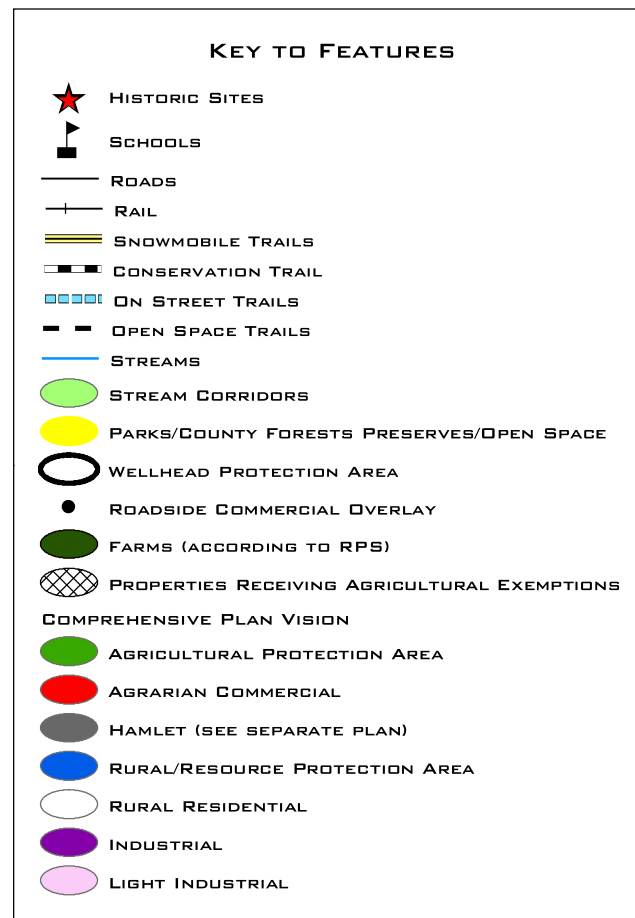 Key to Features
Historic Sites
Schools
Roads
Rail
Snowmobile Trails
Conservation Trail
On Street Trails
Open Space Trails
Streams
Stream Corridors
Parks/County Forests Preserves/Open Space
Wellhead Protection Area
Roadside Commercial Overlay
Farms (according to RPS)
Properties Receiving Agricultural Exemptions
Comprehensive Plan Vision
Agricultural Protection Area
Agrarian Commercial
Hamlet (see separate plan)
Rural/Resource Protection Area
Rural Residential
Industrial
Light Industrial